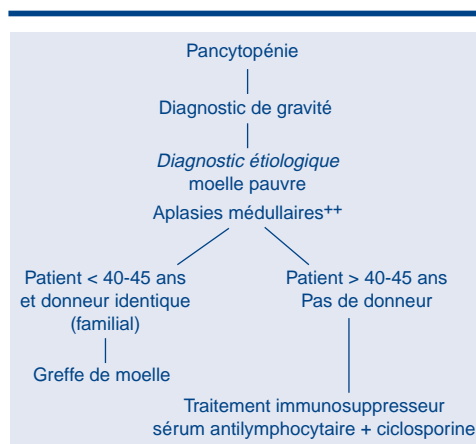 Pancytopénie
Diagnostic de gravité
Diagnostic étiologique
moelle pauvre
Aplasies médullaires++
Patient < 40-45 ans
et donneur identique
(familial)
Greffe de moelle
Patient > 40-45 ans
Pas de donneur
Traitement immunosuppresseur
sérum antilymphocytaire + ciclosporine